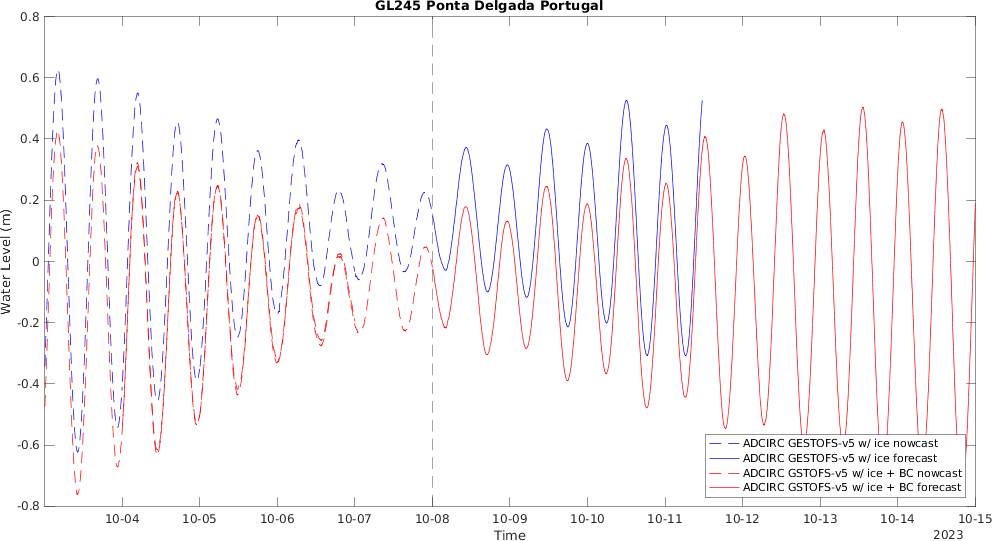 GL245 Ponta Delgada Portugal
Water Level (m)
0.8
0.6
0.4
0.2
0
-0.2
-0.4
-0.6
-0.8
ADCIRC GESTOFS-v5 w/ ice nowcast
ADCIRC GESTOFS-v5 w/ ice forecast
ADCIRC GSTOFS-v5 w/ ice + BC nowcast
ADCIRC GSTOFS-v5 w/ ice + BC forecast
10-04 10-05 10-06 10-07 10-08 10-09 10-10 10-11 10-12 10-13 10-14 10-15
Time
2023